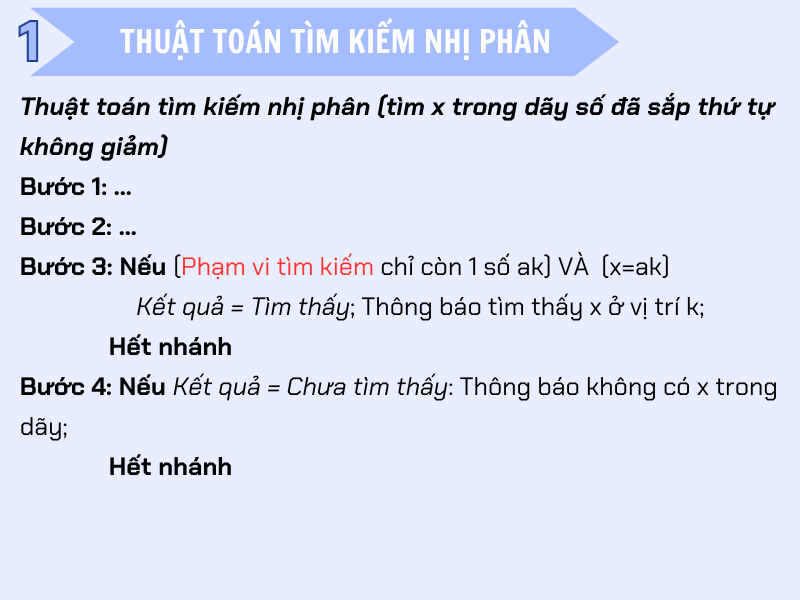 1
THUẬT TOÁN TÌM KIẾM NHỊ PHÂN
Thuật toán tìm kiếm nhị phân (tìm x trong dãy số đã sắp thứ tự
không giảm)
Bước 1: ...
Bước 2: ...
Bước 3: Nếu (Phạm vi tìm kiếm chỉ còn 1 số ak) VÀ (x=ak)
Kết quả = Tìm thấy; Thông báo tìm thấy x ở vị trí k;
Hết nhánh
Bước 4: Nếu Kết quả = Chưa tìm thấy: Thông báo không có x trong
dãy;
Hết nhánh